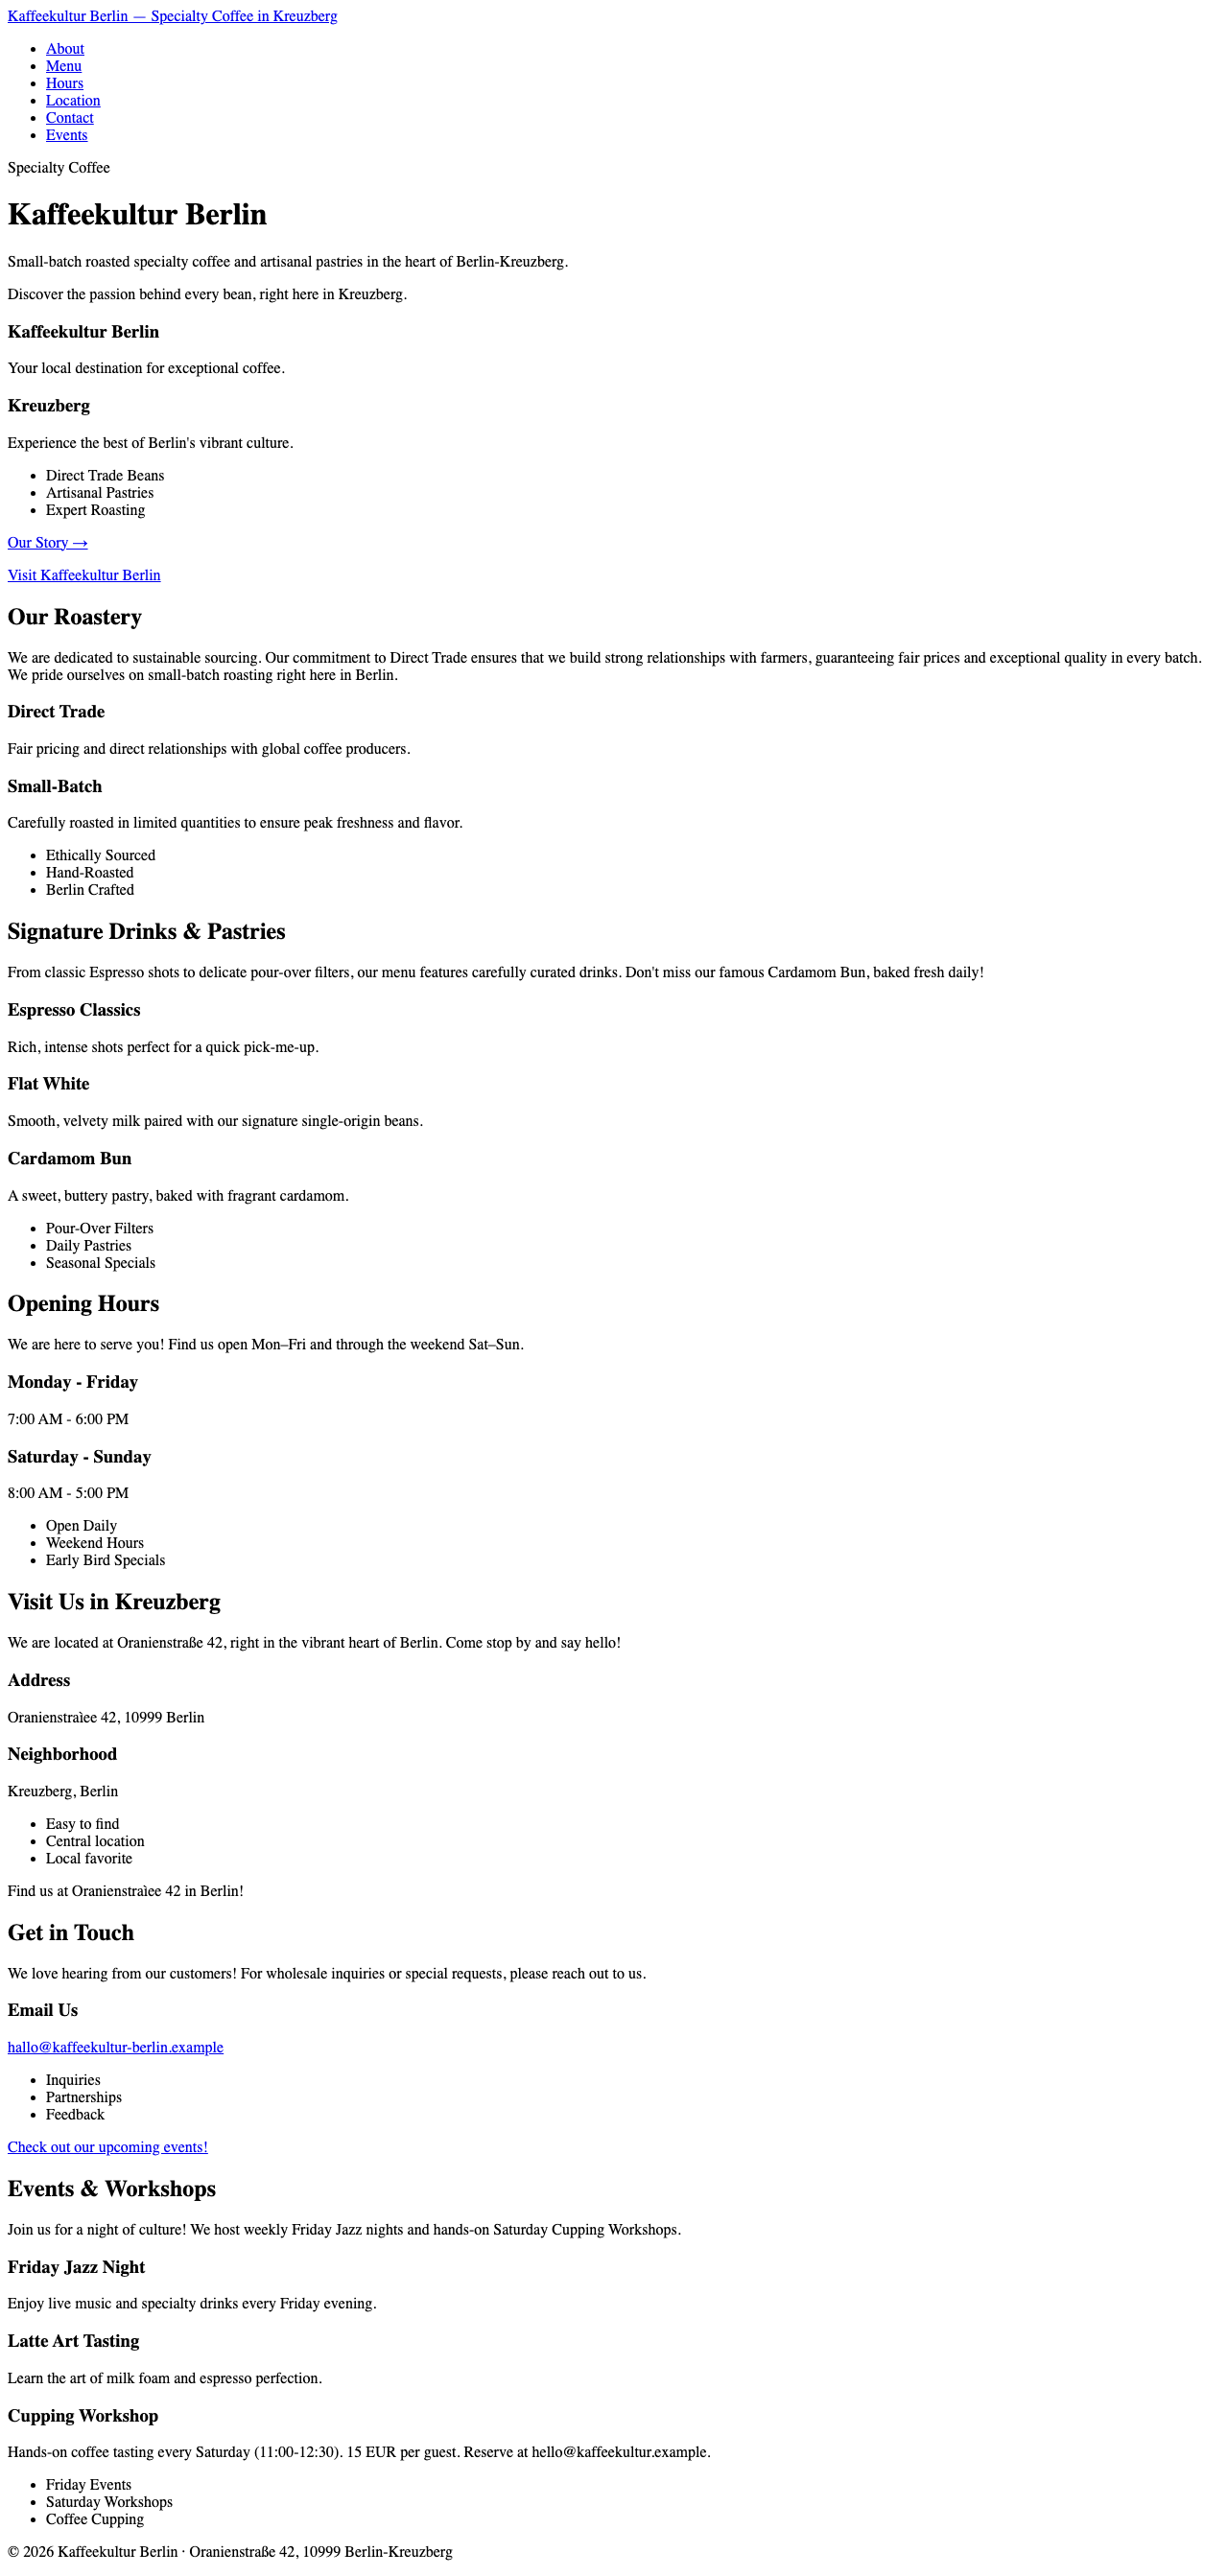 Kaffeekultur Berlin — Specialty Coffee in Kreuzberg
• About
• Menu
• Hours
• Location
• Contact
• Events
Specialty Coffee
Kaffeekultur Berlin
Small-batch roasted specialty coffee and artisanal pastries in the heart of Berlin-Kreuzberg.
Discover the passion behind every bean, right here in Kreuzberg.
Kaffeekultur Berlin
Your local destination for exceptional coffee.
Kreuzberg
Experience the best of Berlin's vibrant culture.
• Direct Trade Beans
• Artisanal Pastries
• Expert Roasting
Our Story →
Visit Kaffeekultur Berlin
Our Roastery
We are dedicated to sustainable sourcing. Our commitment to Direct Trade ensures that we build strong relationships with farmers, guaranteeing fair prices and exceptional quality in every batch.
We pride ourselves on small-batch roasting right here in Berlin.
Direct Trade
Fair pricing and direct relationships with global coffee producers.
Small-Batch
Carefully roasted in limited quantities to ensure peak freshness and flavor.
• Ethically Sourced
• Hand-Roasted
• Berlin Crafted
Signature Drinks & Pastries
From classic Espresso shots to delicate pour-over filters, our menu features carefully curated drinks. Don't miss our famous Cardamom Bun, baked fresh daily!
Espresso Classics
Rich, intense shots perfect for a quick pick-me-up.
Flat White
Smooth, velvety milk paired with our signature single-origin beans.
Cardamom Bun
A sweet, buttery pastry, baked with fragrant cardamom.
• Pour-Over Filters
• Daily Pastries
• Seasonal Specials
Opening Hours
We are here to serve you! Find us open Mon–Fri and through the weekend Sat–Sun.
Monday - Friday
7:00 AM - 6:00 PM
Saturday - Sunday
8:00 AM - 5:00 PM
• Open Daily
• Weekend Hours
• Early Bird Specials
Visit Us in Kreuzberg
We are located at Oranienstraße 42, right in the vibrant heart of Berlin. Come stop by and say hello!
Address
Oranienstraìee 42, 10999 Berlin
Neighborhood
Kreuzberg, Berlin
• Easy to find
• Central location
• Local favorite
Find us at Oranienstraìee 42 in Berlin!
Get in Touch
We love hearing from our customers! For wholesale inquiries or special requests, please reach out to us.
Email Us
hallo@kaffeekultur-berlin.example
• Inquiries
• Partnerships
• Feedback
Check out our upcoming events!
Events & Workshops
Join us for a night of culture! We host weekly Friday Jazz nights and hands-on Saturday Cupping Workshops.
Friday Jazz Night
Enjoy live music and specialty drinks every Friday evening.
Latte Art Tasting
Learn the art of milk foam and espresso perfection.
Cupping Workshop
Hands-on coffee tasting every Saturday (11:00-12:30). 15 EUR per guest. Reserve at hello@kaffeekultur.example.
• Friday Events
• Saturday Workshops
• Coffee Cupping
© 2026 Kaffeekultur Berlin · Oranienstraße 42, 10999 Berlin-Kreuzberg